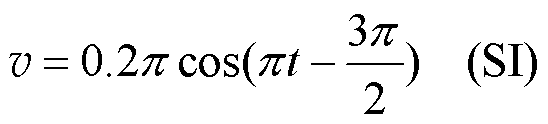 v = 0.2π cos(πt − 3π/2) (SI)